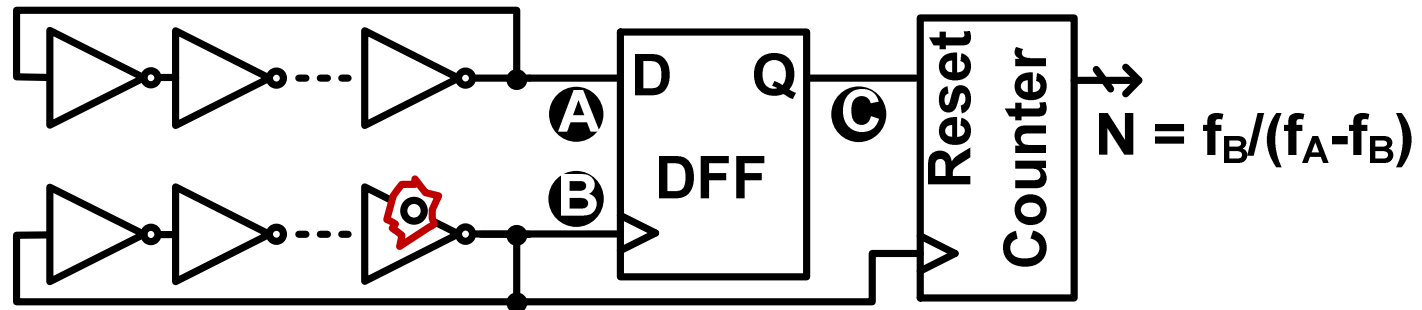 D
Q
A
C
B
DFF
Reset
Counter
N = fB/(fA-fB)